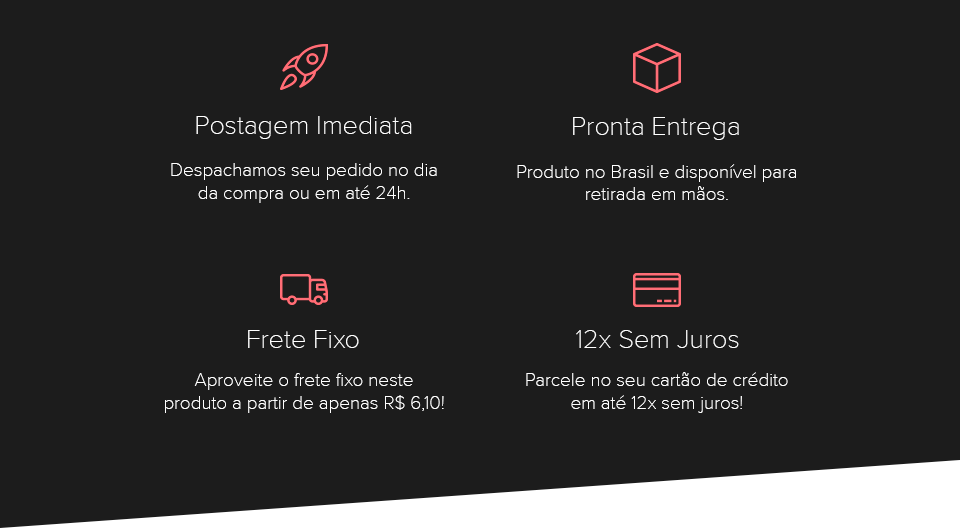 Postagem Imediata
Despachamos seu pedido no dia
da compra ou em até 24h.
Pronta Entrega
Produto no Brasil e disponível para
retirada em mãos.
Frete Fixo
Aproveite o frete fixo neste
produto a partir de apenas R$ 6,10!
12x Sem Juros
Parcele no seu cartão de crédito
em até 12x sem juros!